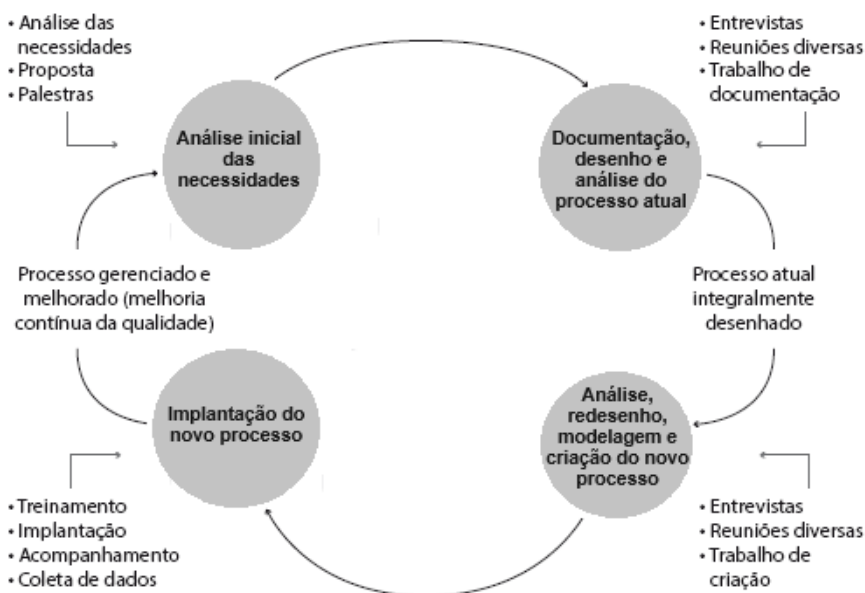 • Análise das
necessidades
• Proposta
• Palestras
Análise inicial
das
necessidades
• Entrevistas
• Reuniões diversas
• Trabalho de
documentação
Documentação,
desenho e
análise do
processo atual
Processo atual
integralmente
desenhado
Análise,
redesenho,
modelagem e
criação do novo
processo
• Entrevistas
• Reuniões diversas
• Trabalho de
criação
Implantação do
novo processo
• Treinamento
• Implantação
• Acompanhamento
• Coleta de dados
Processo gerenciado e
melhorado (melhoria
contínua da qualidade)